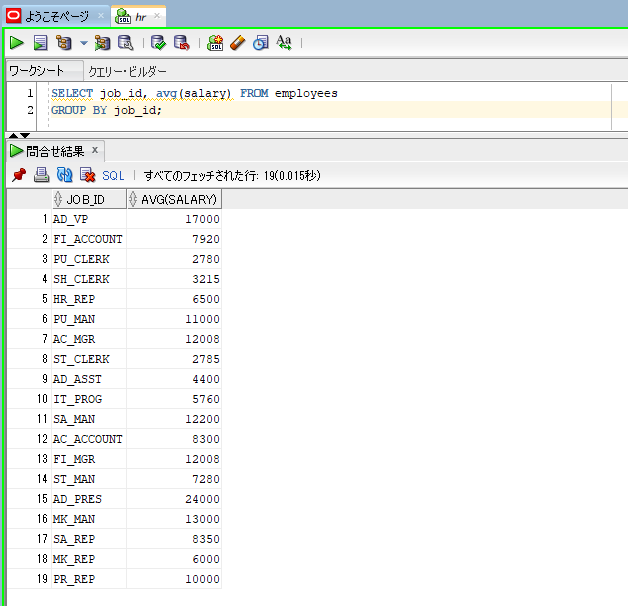 ようこそページ hr
ワークシート クエリー・ビルダー
1 SELECT job_id, avg(salary) FROM employees
2 GROUP BY job_id;
問合せ結果 x
SQL | すべてのフェッチされた行: 19(0.015秒)
JOB_ID AVG(SALARY)
1 AD_VP 17000
2 FI_ACCOUNT 7920
3 PU_CLERK 2780
4 SH_CLERK 3215
5 HR_REP 6500
6 PU_MAN 11000
7 AC_MGR 12008
8 ST_CLERK 2785
9 AD_ASST 4400
10 IT_PROG 5760
11 SA_MAN 12200
12 AC_ACCOUNT 8300
13 FI_MGR 12008
14 ST_MAN 7280
15 AD_PRES 24000
16 MK_MAN 13000
17 SA_REP 8350
18 MK_REP 6000
19 PR_REP 10000